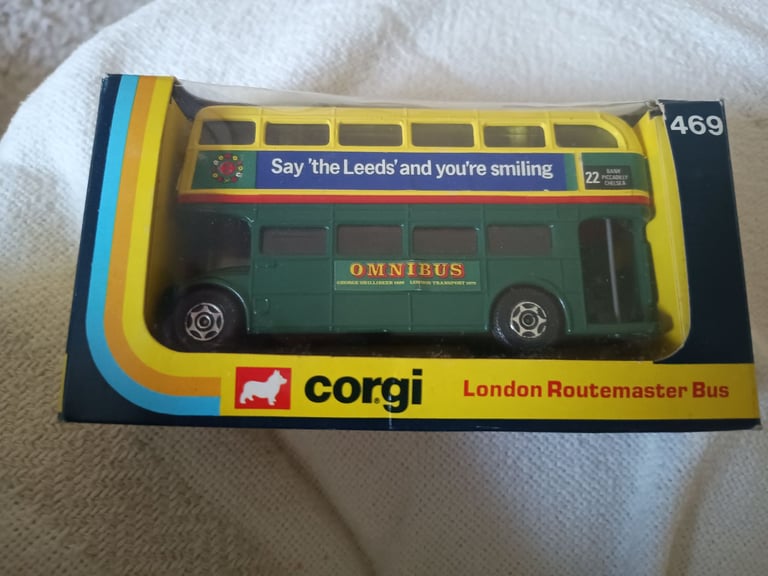 469
Say 'the Leeds' and you're smiling
22
BANK
PICCADILLY
CHELSEA
OMNIBUS
GEORGE SHILLIBEER 1829 LONDON TRANSPORT 1979
corgi
London Routemaster Bus